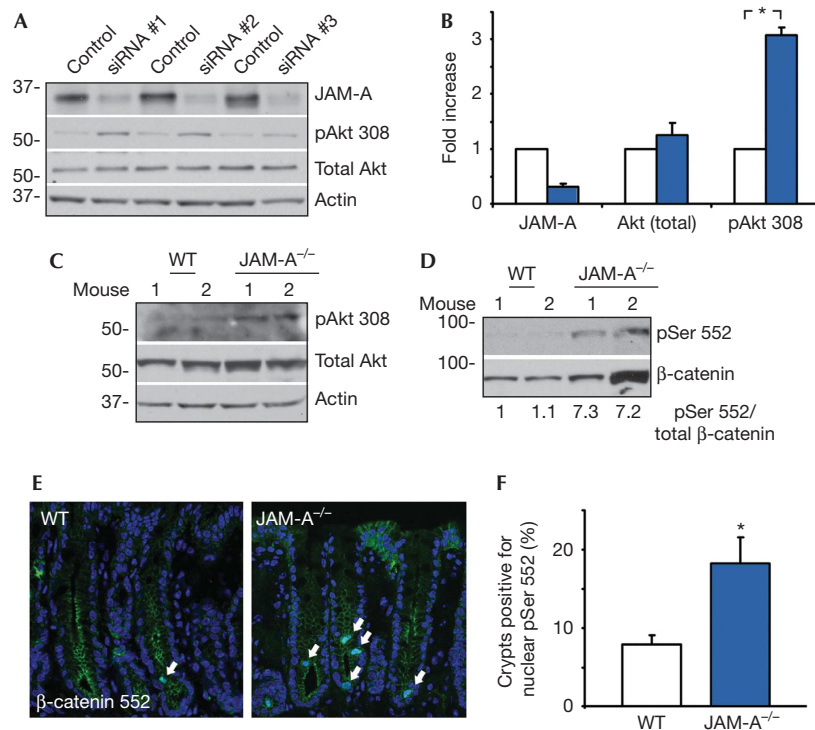 A
Control
siRNA #1
Control
siRNA #2
Control
siRNA #3
37-
JAM-A
50-
pAkt 308
50-
Total Akt
37-
Actin
B
Fold increase
3
2
1
0
*
JAM-A
Akt (total)
pAkt 308
C
WT
JAM-A−/−
Mouse
1
2
1
2
50-
pAkt 308
50-
Total Akt
37-
Actin
D
WT
JAM-A−/−
Mouse
1
2
1
2
100-
pSer 552
100-
β-catenin
1
1.1
7.3
7.2
pSer 552/
total β-catenin
E
WT
JAM-A−/−
β-catenin 552
F
Crypts positive for
nuclear pSer 552 (%)
20
10
0
*
WT
JAM-A−/−